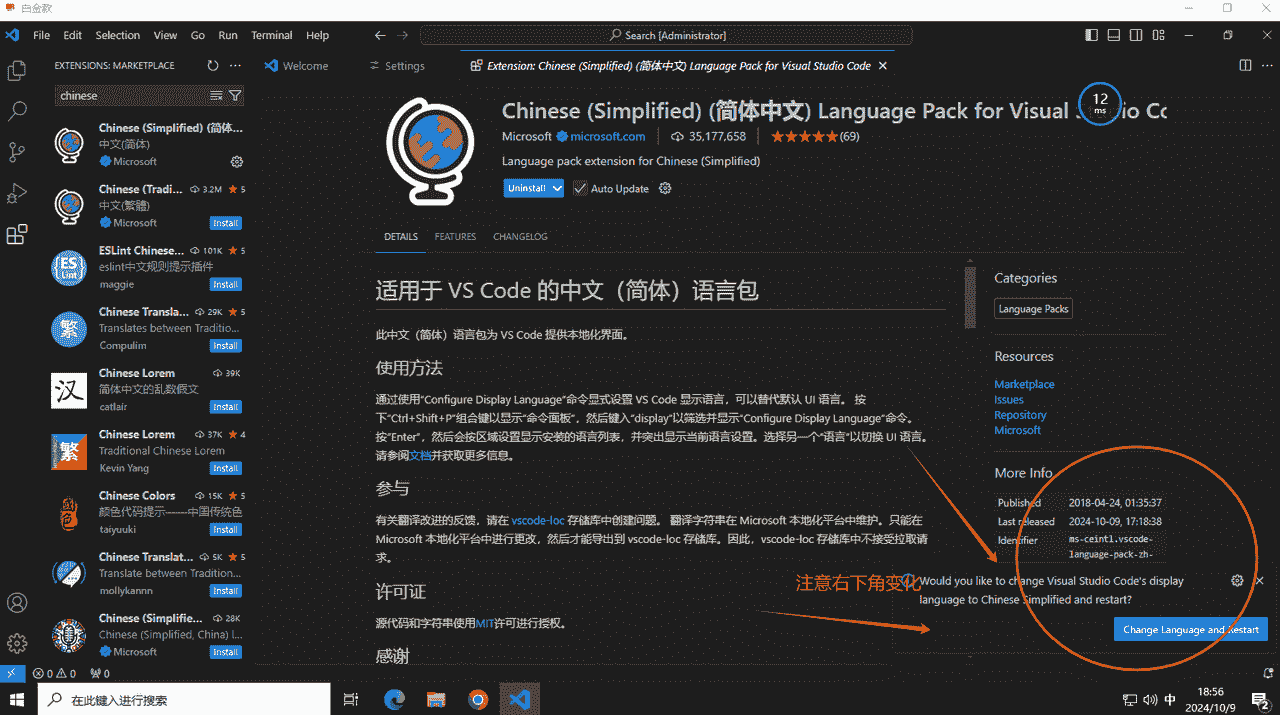 白金款
File Edit Selection View Go Run Terminal Help
Search [Administrator]
EXTENSIONS: MARKETPLACE
chinese
Chinese (Simplified) (简体...
中文(简体)
Microsoft
Chinese (Tradi... 3.2M 5
中文(繁體)
Microsoft Install
ESLint Chinese... 101K 5
eslint中文规则提示插件
maggie Install
Chinese Transla... 29K 5
Translates between Traditio...
Compulim Install
Chinese Lorem 39K
简体中文的乱数假文
catlair Install
Chinese Lorem 37K 4
Traditional Chinese Lorem
Kevin Yang Install
Chinese Colors 15K 5
颜色代码提示-------中国传统色
taiyuuki Install
Chinese Translat... 5K 5
Translate between Tradition...
mollykannn Install
Chinese (Simplifie... 28K
Chinese (Simplified, China) l...
Microsoft Install
Welcome
Settings
Extension: Chinese (Simplified) (简体中文) Language Pack for Visual Studio Code
Chinese (Simplified) (简体中文) Language Pack for Visual Studio Co
12
ms
Microsoft microsoft.com 35,177,658 (69)
Language pack extension for Chinese (Simplified)
Uninstall Auto Update
DETAILS FEATURES CHANGELOG
适用于 VS Code 的中文（简体）语言包
此中文（简体）语言包为 VS Code 提供本地化界面。
使用方法
通过使用“Configure Display Language”命令显式设置 VS Code 显示语言，可以替代默认 UI 语言。 按
下“Ctrl+Shift+P”组合键以显示“命令面板”，然后键入“display”以筛选并显示“Configure Display Language”命令。
按“Enter”，然后会按区域设置显示安装的语言列表，并突出显示当前语言设置。选择另一个“语言”以切换 UI 语言。
请参阅文档并获取更多信息。
参与
有关翻译改进的反馈，请在 vscode-loc 存储库中创建问题。 翻译字符串在 Microsoft 本地化平台中维护。只能在
Microsoft 本地化平台中进行更改，然后才能导出到 vscode-loc 存储库。因此，vscode-loc 存储库中不接受拉取请
求。
许可证
源代码和字符串使用MIT许可进行授权。
感谢
Categories
Language Packs
Resources
Marketplace
Issues
Repository
Microsoft
More Info
Published 2018-04-24, 01:35:37
Last released 2024-10-09, 17:18:38
Identifier ms-ceintl.vscode-
language-pack-zh-
注意右下角变化
Would you like to change Visual Studio Code's display
language to Chinese Simplified and restart?
Change Language and Restart
0 0 0
在此键入进行搜索
中
18:56
2024/10/9
2